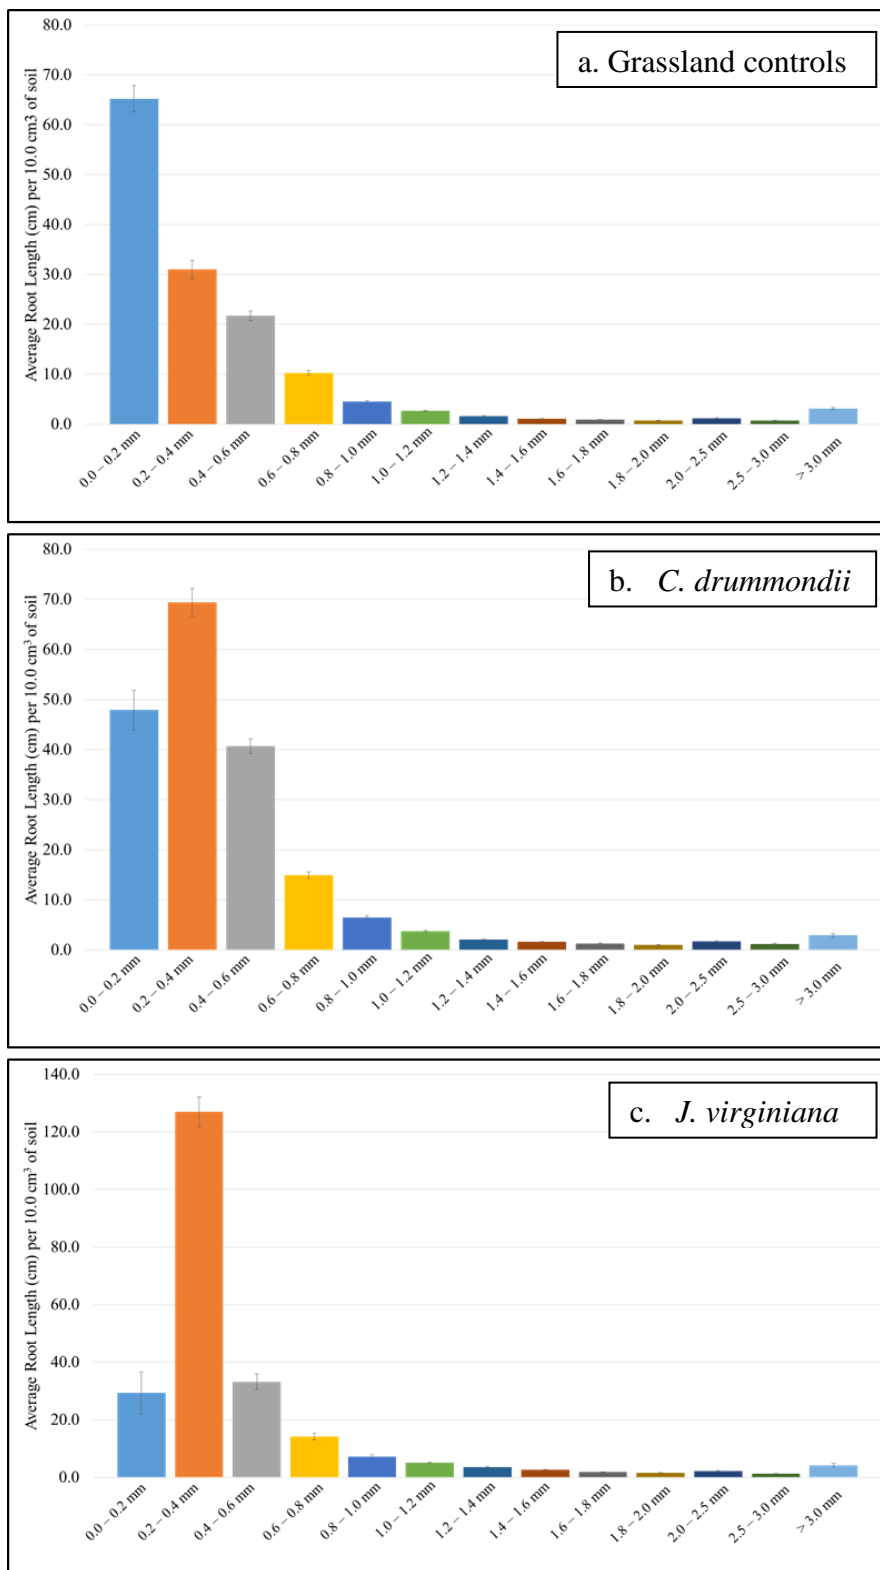 a. Grassland controls
Average Root Length (cm) per 10.0 cm3 of soil
80.0
70.0
60.0
50.0
40.0
30.0
20.0
10.0
0.0
0.0 – 0.2 mm
0.2 – 0.4 mm
0.4 – 0.6 mm
0.6 – 0.8 mm
0.8 – 1.0 mm
1.0 – 1.2 mm
1.2 – 1.4 mm
1.4 – 1.6 mm
1.6 – 1.8 mm
1.8 – 2.0 mm
2.0 – 2.5 mm
2.5 – 3.0 mm
> 3.0 mm
b. C. drummondii
Average Root Length (cm) per 10.0 cm³ of soil
80.0
70.0
60.0
50.0
40.0
30.0
20.0
10.0
0.0
0.0 – 0.2 mm
0.2 – 0.4 mm
0.4 – 0.6 mm
0.6 – 0.8 mm
0.8 – 1.0 mm
1.0 – 1.2 mm
1.2 – 1.4 mm
1.4 – 1.6 mm
1.6 – 1.8 mm
1.8 – 2.0 mm
2.0 – 2.5 mm
2.5 – 3.0 mm
> 3.0 mm
c. J. virginiana
Average Root Length (cm) per 10.0 cm³ of soil
140.0
120.0
100.0
80.0
60.0
40.0
20.0
0.0
0.0 – 0.2 mm
0.2 – 0.4 mm
0.4 – 0.6 mm
0.6 – 0.8 mm
0.8 – 1.0 mm
1.0 – 1.2 mm
1.2 – 1.4 mm
1.4 – 1.6 mm
1.6 – 1.8 mm
1.8 – 2.0 mm
2.0 – 2.5 mm
2.5 – 3.0 mm
> 3.0 mm